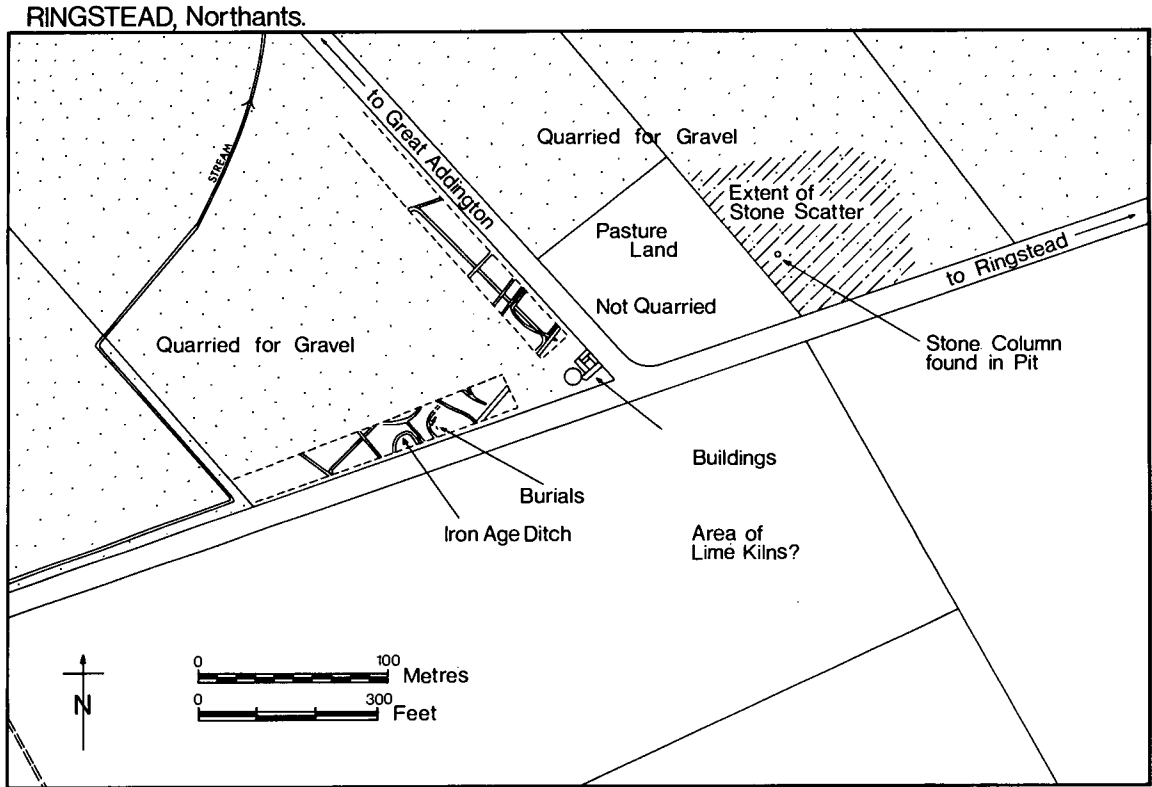 RINGSTEAD, Northants.
to Great Addington
STREAM
Quarried for Gravel
Extent of
Stone Scatter
Pasture
Land
Not Quarried
to Ringstead
Quarried for Gravel
Stone Column
found in Pit
Buildings
Burials
Iron Age Ditch
Area of
Lime Kilns?
0 100
Metres
0 300
Feet
N